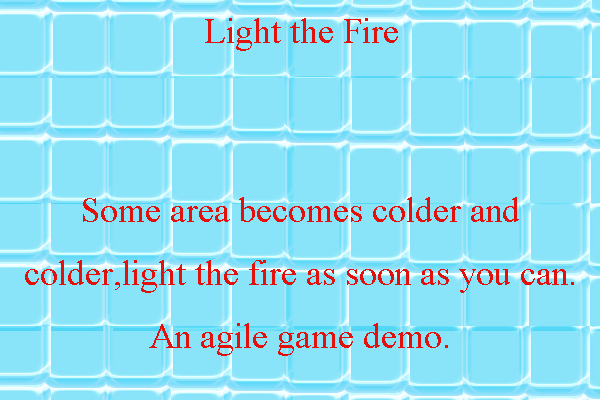 Light the Fire
Some area becomes colder and
colder,light the fire as soon as you can.
An agile game demo.